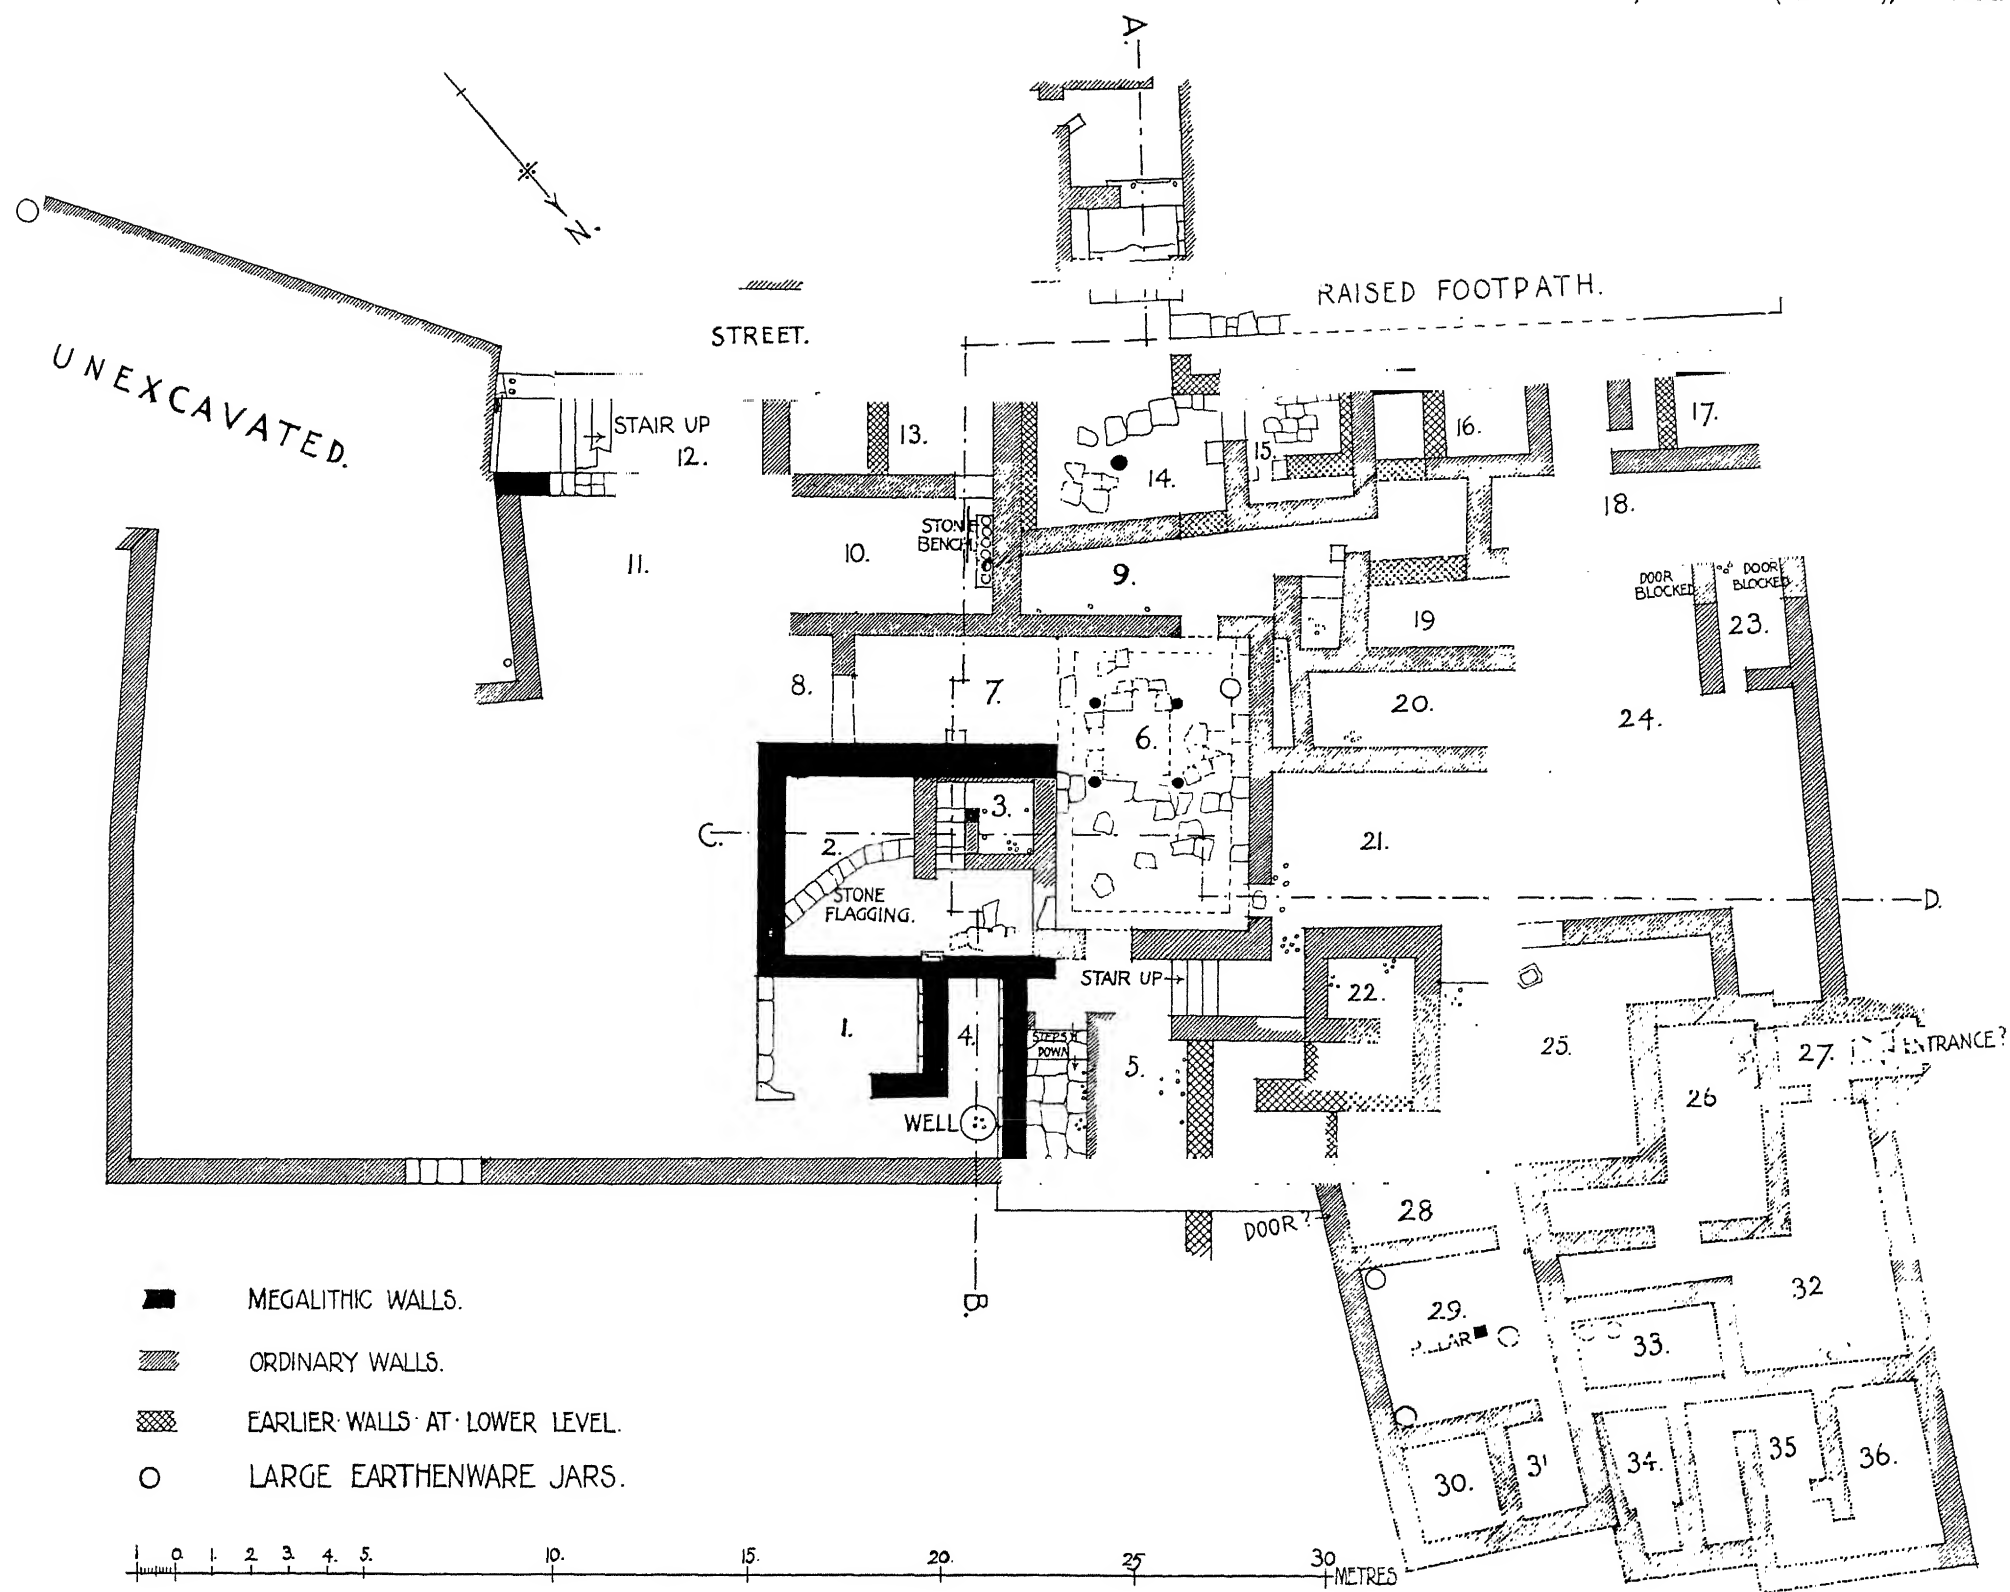 A.
N.
RAISED FOOTPATH.
STREET.
UNEXCAVATED.
STAIR UP
12.
13.
14.
15.
16.
17.
18.
STONE
BENCH.
11.
10.
9.
DOOR
BLOCKED
DOOR
BLOCKED
19
23.
8.
7.
6.
20.
24.
3.
C.
2.
21.
STONE
FLAGGING.
D.
STAIR UP
22.
1.
4.
STEPS
DOWN
5.
25.
27.
ENTRANCE?
26
WELL
28
DOOR?
B.
32
29.
33.
30.
31
34.
35
36.
MEGALITHIC WALLS.
ORDINARY WALLS.
EARLIER·WALLS·AT·LOWER LEVEL.
LARGE EARTHENWARE JARS.
1 0. 1. 2 3. 4. 5. 10. 15. 20. 25 30 METRES